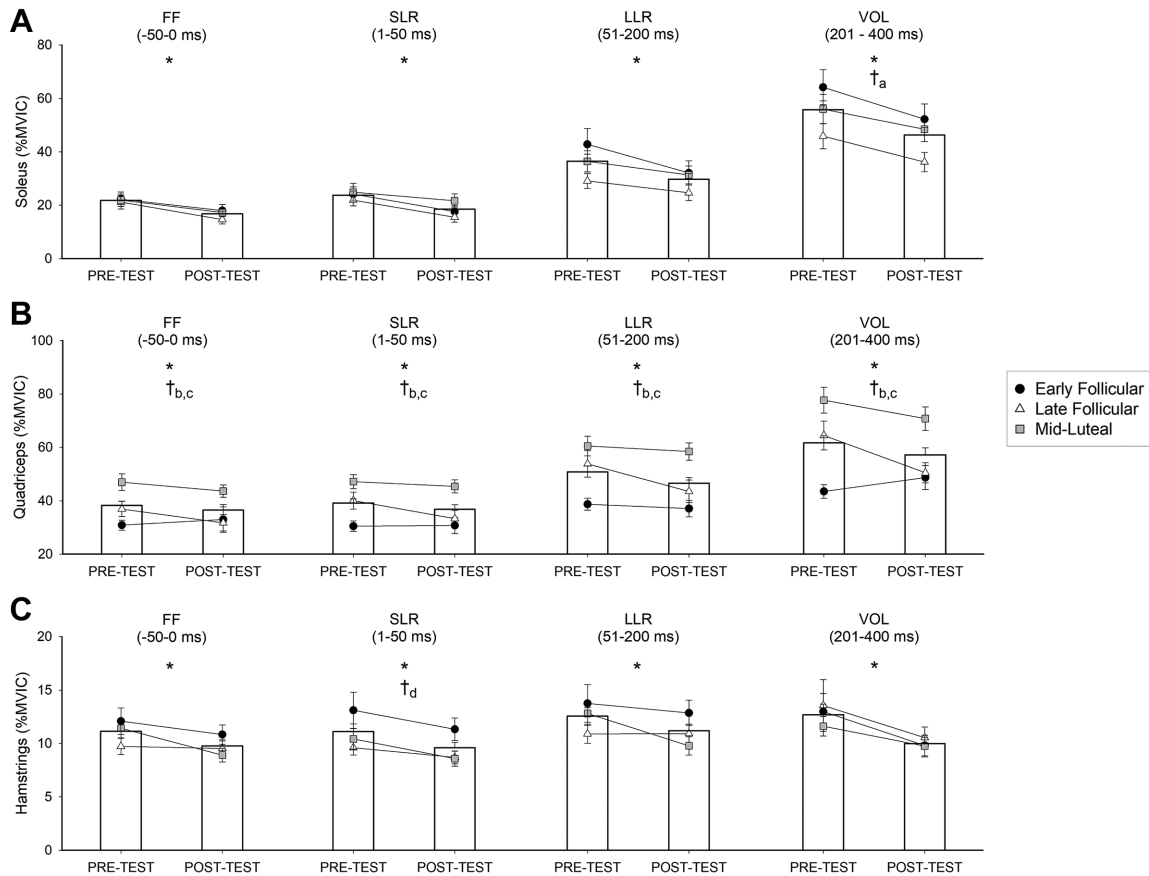 A
FF
(-50-0 ms)
SLR
(1-50 ms)
LLR
(51-200 ms)
VOL
(201 - 400 ms)
*
*
*
*
†a
Soleus (%MVIC)
80
60
40
20
0
PRE-TEST POST-TEST PRE-TEST POST-TEST PRE-TEST POST-TEST PRE-TEST POST-TEST
B
FF
(-50-0 ms)
SLR
(1-50 ms)
LLR
(51-200 ms)
VOL
(201-400 ms)
*
†b,c
*
†b,c
*
†b,c
*
†b,c
Quadriceps (%MVIC)
100
80
60
40
20
PRE-TEST POST-TEST PRE-TEST POST-TEST PRE-TEST POST-TEST PRE-TEST POST-TEST
Early Follicular
Late Follicular
Mid-Luteal
C
FF
(-50-0 ms)
SLR
(1-50 ms)
LLR
(51-200 ms)
VOL
(201-400 ms)
*
*
†d
*
*
Hamstrings (%MVIC)
20
15
10
5
0
PRE-TEST POST-TEST PRE-TEST POST-TEST PRE-TEST POST-TEST PRE-TEST POST-TEST